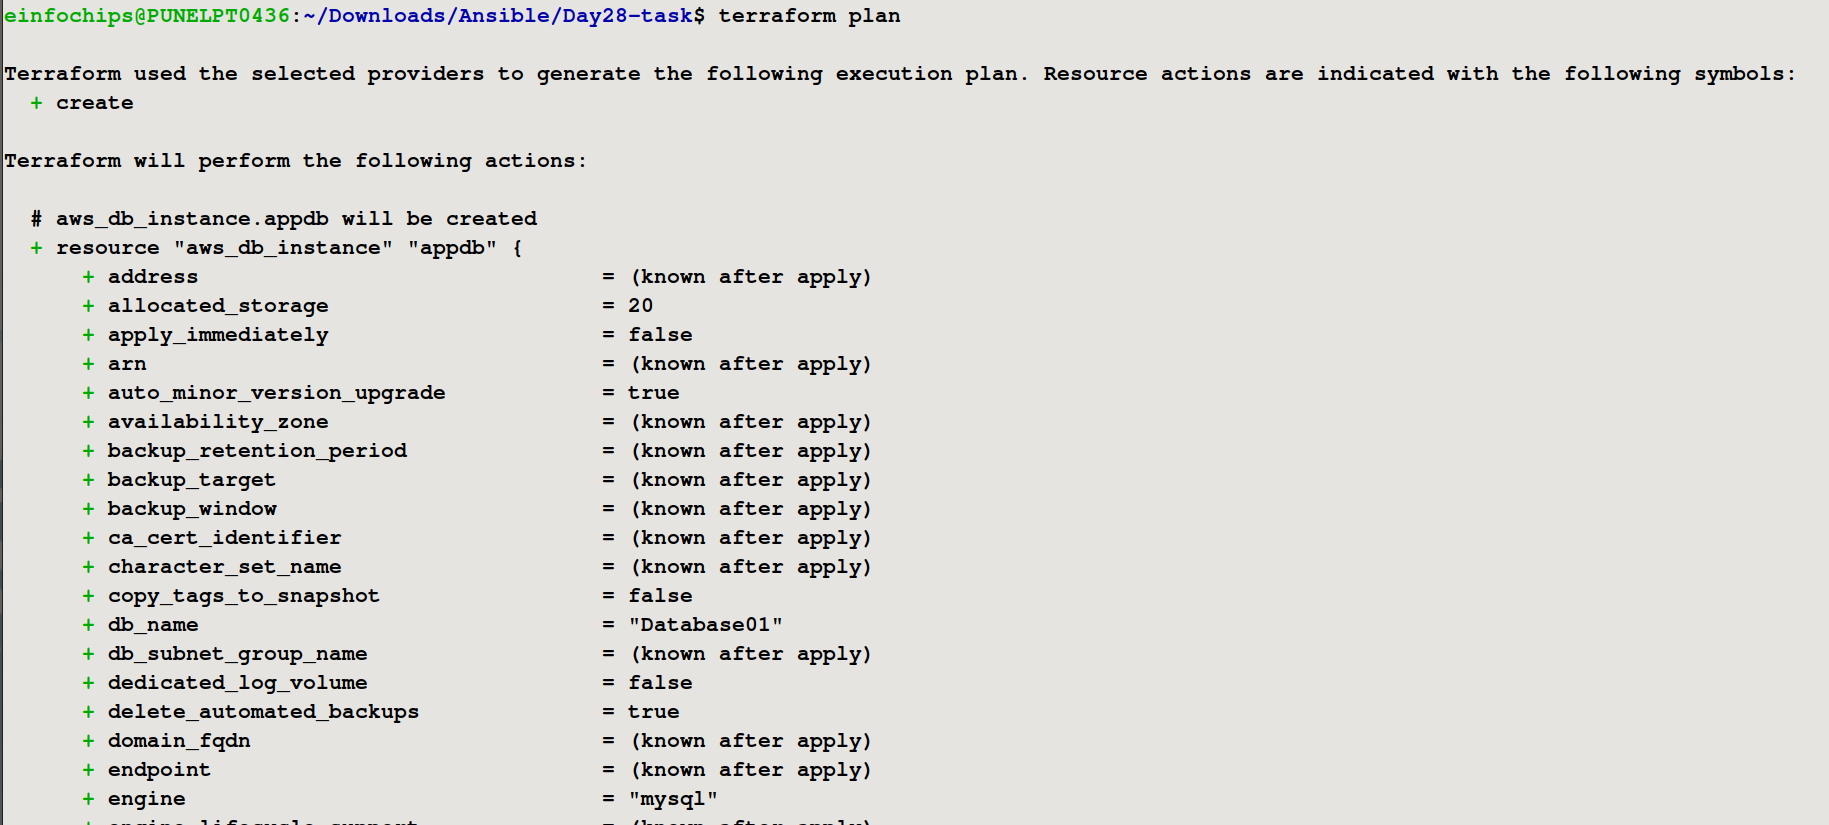 einfochips@PUNELPT0436:~/Downloads/Ansible/Day28-task$ terraform plan
Terraform used the selected providers to generate the following execution plan. Resource actions are indicated with the following symbols:
+ create
Terraform will perform the following actions:
# aws_db_instance.appdb will be created
+ resource "aws_db_instance" "appdb" {
+ address = (known after apply)
+ allocated_storage = 20
+ apply_immediately = false
+ arn = (known after apply)
+ auto_minor_version_upgrade = true
+ availability_zone = (known after apply)
+ backup_retention_period = (known after apply)
+ backup_target = (known after apply)
+ backup_window = (known after apply)
+ ca_cert_identifier = (known after apply)
+ character_set_name = (known after apply)
+ copy_tags_to_snapshot = false
+ db_name = "Database01"
+ db_subnet_group_name = (known after apply)
+ dedicated_log_volume = false
+ delete_automated_backups = true
+ domain_fqdn = (known after apply)
+ endpoint = (known after apply)
+ engine = "mysql"
+ engine_lifecycle_support = (known after apply)